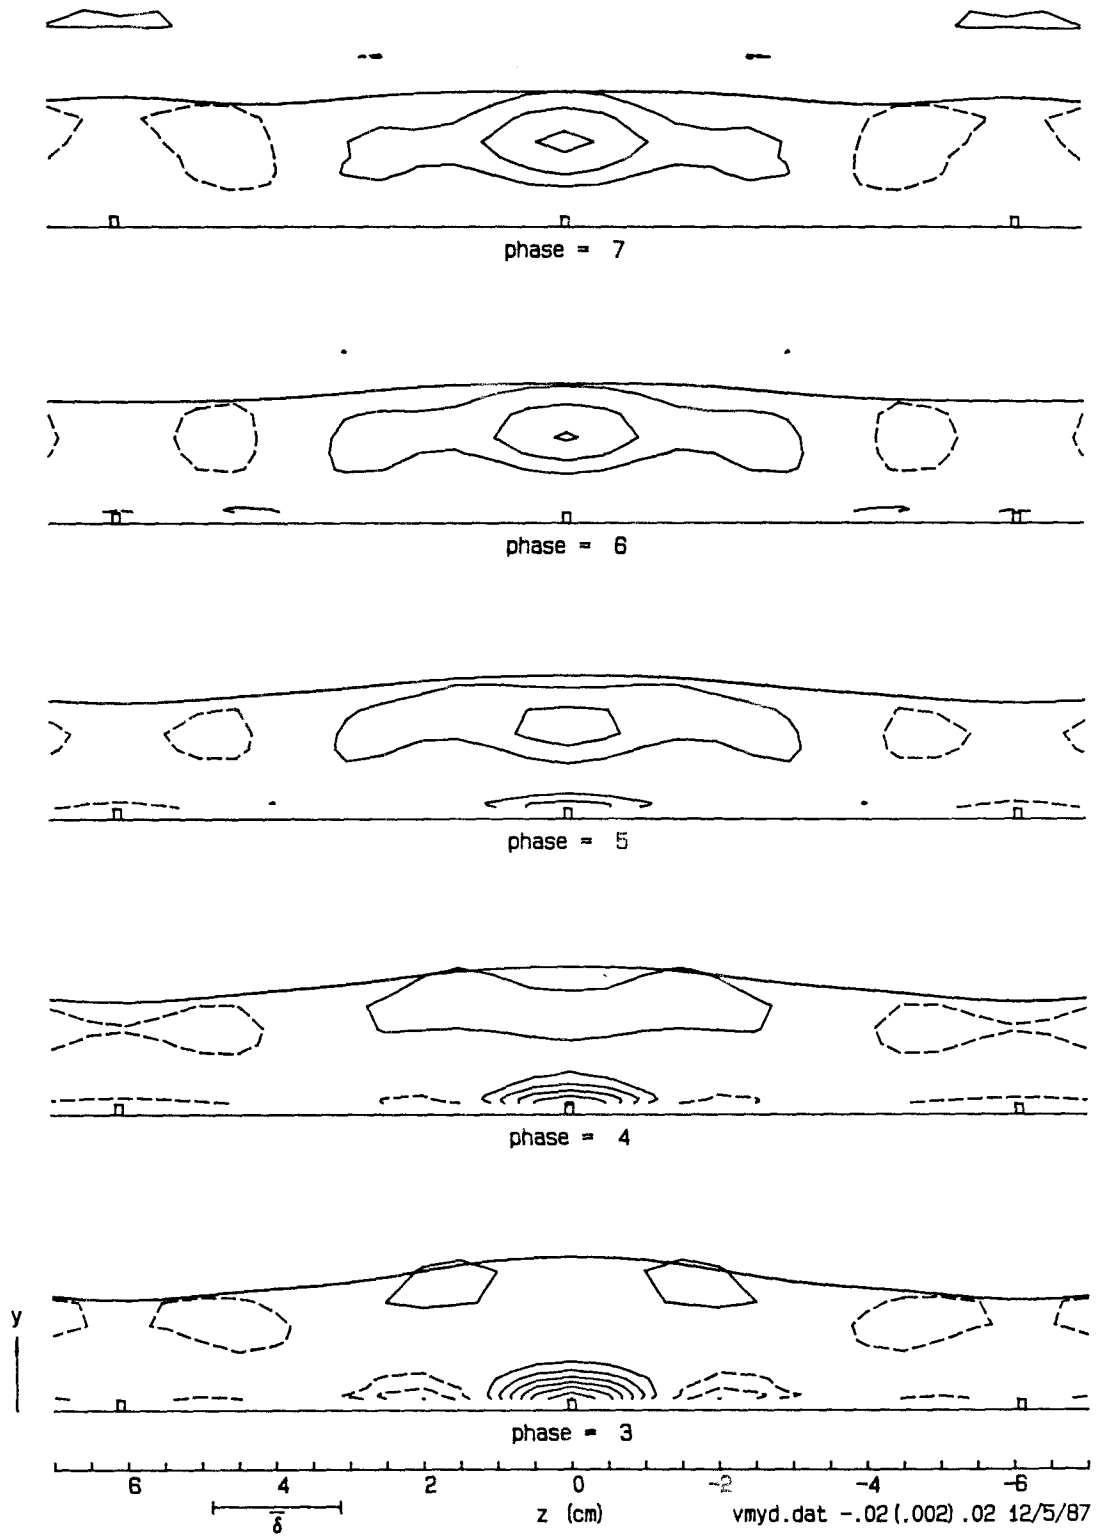 phase = 7
phase = 6
phase = 5
phase = 4
y
phase = 3
6 4 2 0 -2 -4 -6
δ̅ z (cm) vmyd.dat -.02(.002).02 12/5/87